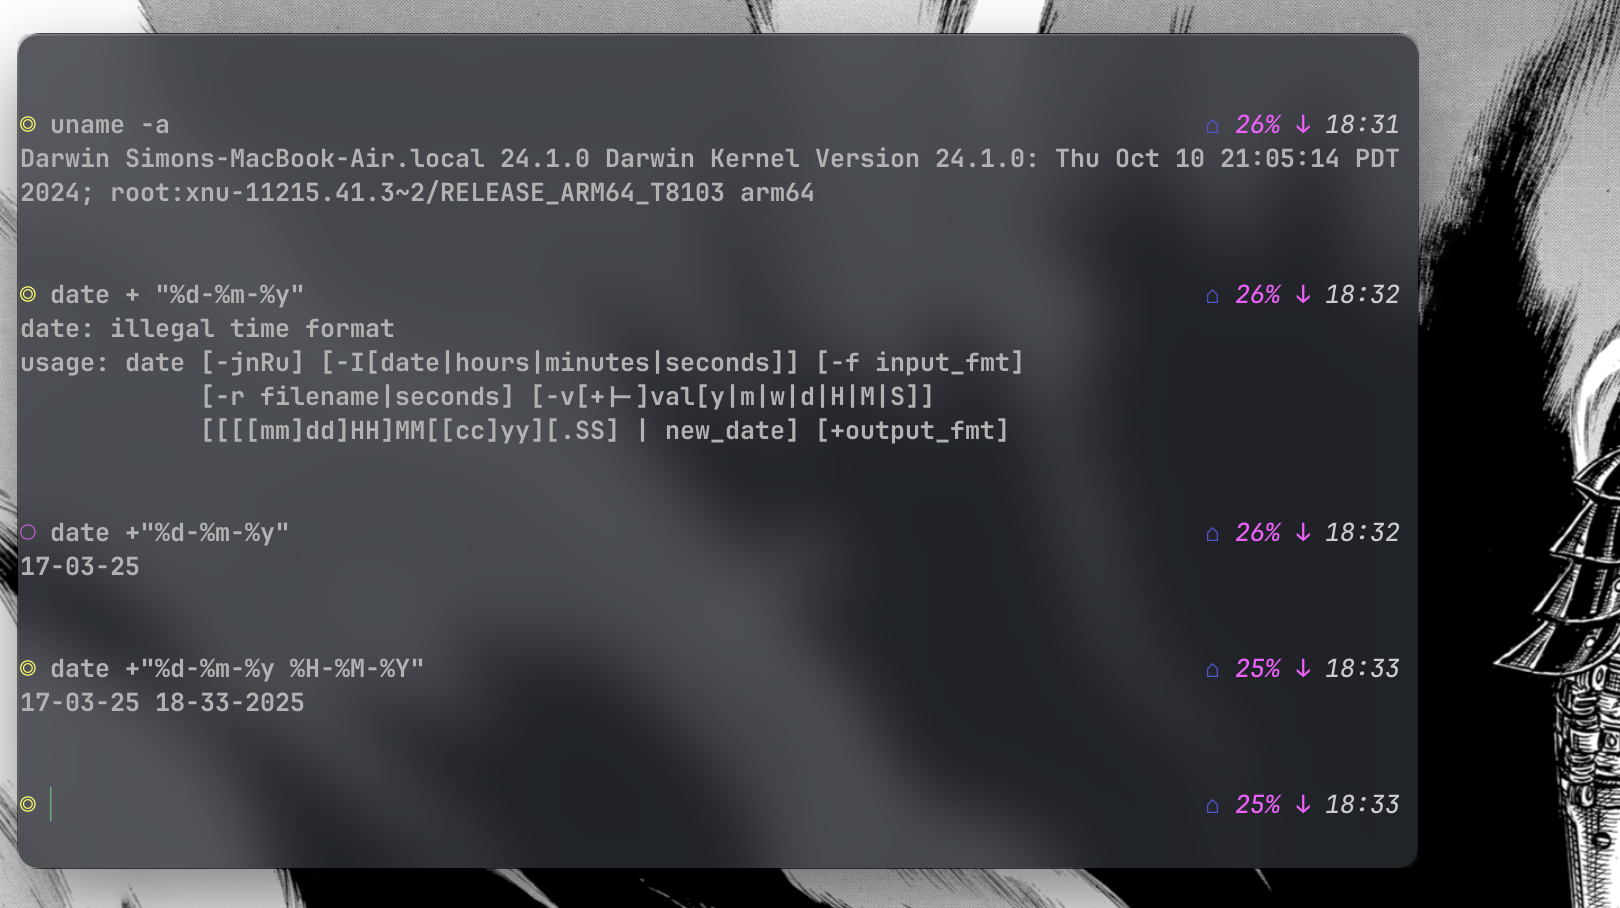 uname -a 26% ↓ 18:31
Darwin Simons-MacBook-Air.local 24.1.0 Darwin Kernel Version 24.1.0: Thu Oct 10 21:05:14 PDT
2024; root:xnu-11215.41.3~2/RELEASE_ARM64_T8103 arm64
date + "%d-%m-%y" 26% ↓ 18:32
date: illegal time format
usage: date [-jnRu] [-I[date|hours|minutes|seconds]] [-f input_fmt]
[-r filename|seconds] [-v[+|-]val[y|m|w|d|H|M|S]]
[[[[mm]dd]HH]MM[[cc]yy][.SS] | new_date] [+output_fmt]
date +"%d-%m-%y" 26% ↓ 18:32
17-03-25
date +"%d-%m-%y %H-%M-%Y" 25% ↓ 18:33
17-03-25 18-33-2025
25% ↓ 18:33